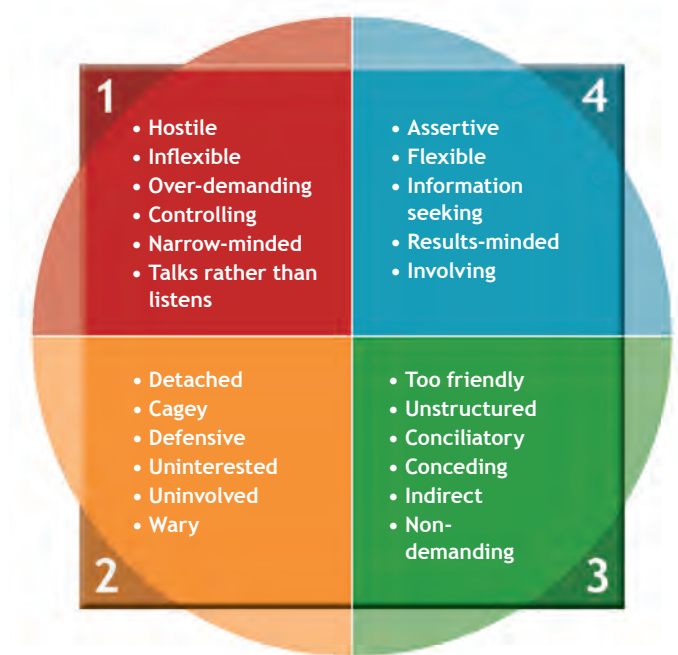 1
• Hostile
• Inflexible
• Over-demanding
• Controlling
• Narrow-minded
• Talks rather than
listens
4
• Assertive
• Flexible
• Information
seeking
• Results-minded
• Involving
• Detached
• Cagey
• Defensive
• Uninterested
• Uninvolved
• Wary
2
• Too friendly
• Unstructured
• Conciliatory
• Conceding
• Indirect
• Non-
demanding
3